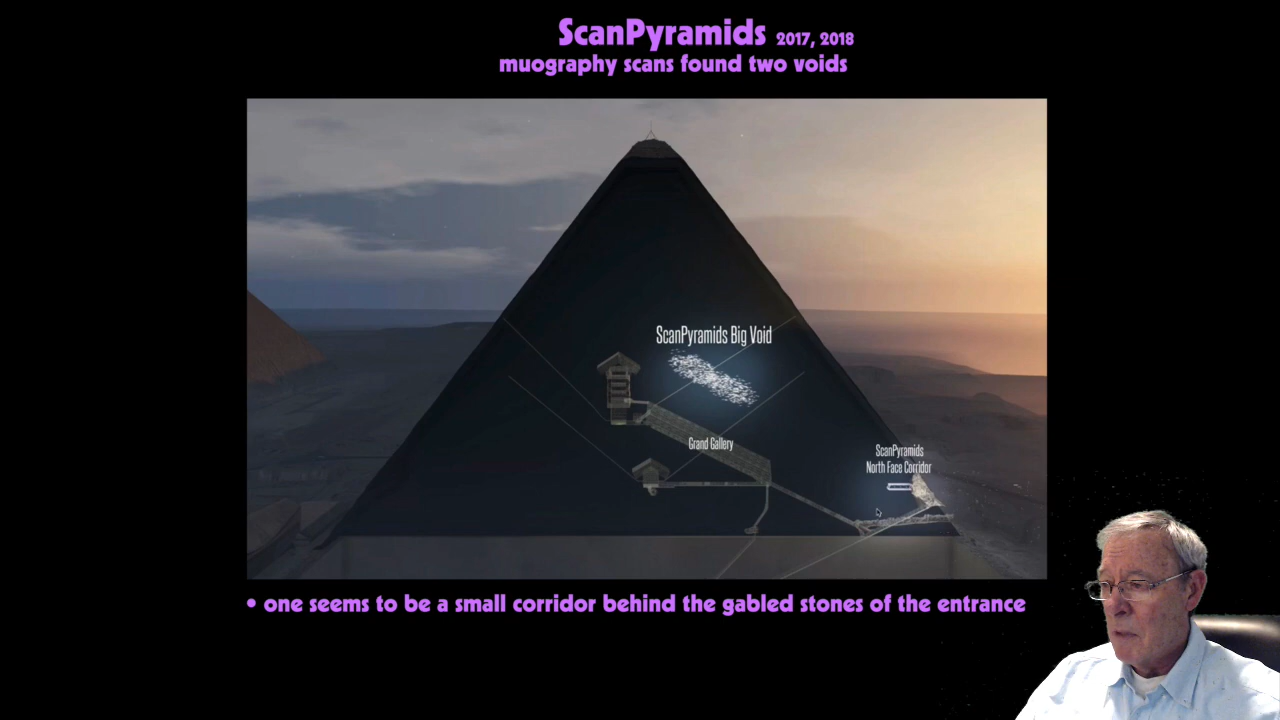 ScanPyramids 2017, 2018
muography scans found two voids
ScanPyramids Big Void
Grand Gallery
ScanPyramids
North Face Corridor
• one seems to be a small corridor behind the gabled stones of the entrance